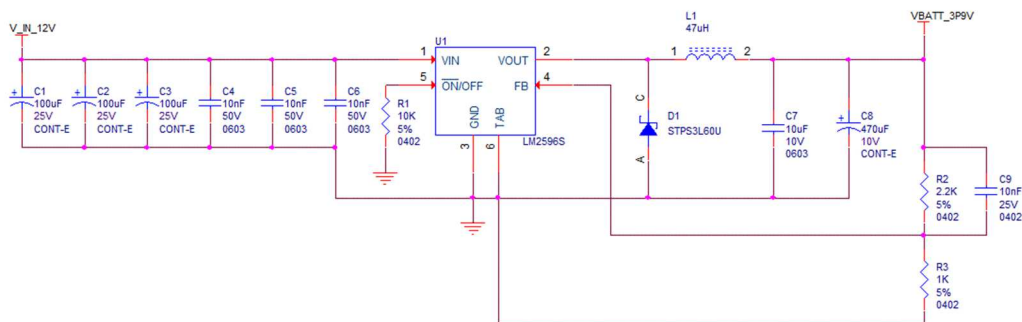 V_IN_12V
C1
100uF
25V
CONT-E
C2
100uF
25V
CONT-E
C3
100uF
25V
CONT-E
C4
10nF
50V
0603
C5
10nF
50V
0603
C6
10nF
50V
0603
R1
10K
5%
0402
U1
1
VIN
VOUT
2
5
ON/OFF
FB
4
GND
TAB
3
6
LM2596S
L1
47uH
1
2
C
D1
STPS3L60U
A
C7
10uF
10V
0603
C8
470uF
10V
CONT-E
VBATT_3P9V
R2
2.2K
5%
0402
C9
10nF
25V
0402
R3
1K
5%
0402